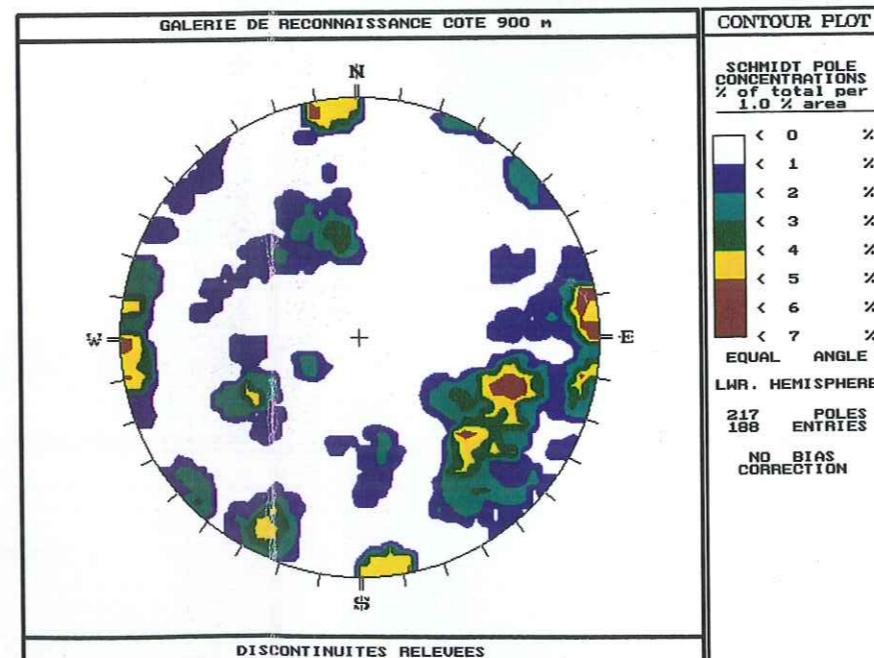 GALERIE DE RECONNAISSANCE COTE 900 m
N
W
E
S
DISCONTINUITES RELEVEES
CONTOUR PLOT
SCHMIDT POLE
CONCENTRATIONS
% of total per
1.0 % area
< 0 %
< 1 %
< 2 %
< 3 %
< 4 %
< 5 %
< 6 %
< 7 %
EQUAL ANGLE
LWR. HEMISPHERE
217 POLES
188 ENTRIES
NO BIAS
CORRECTION